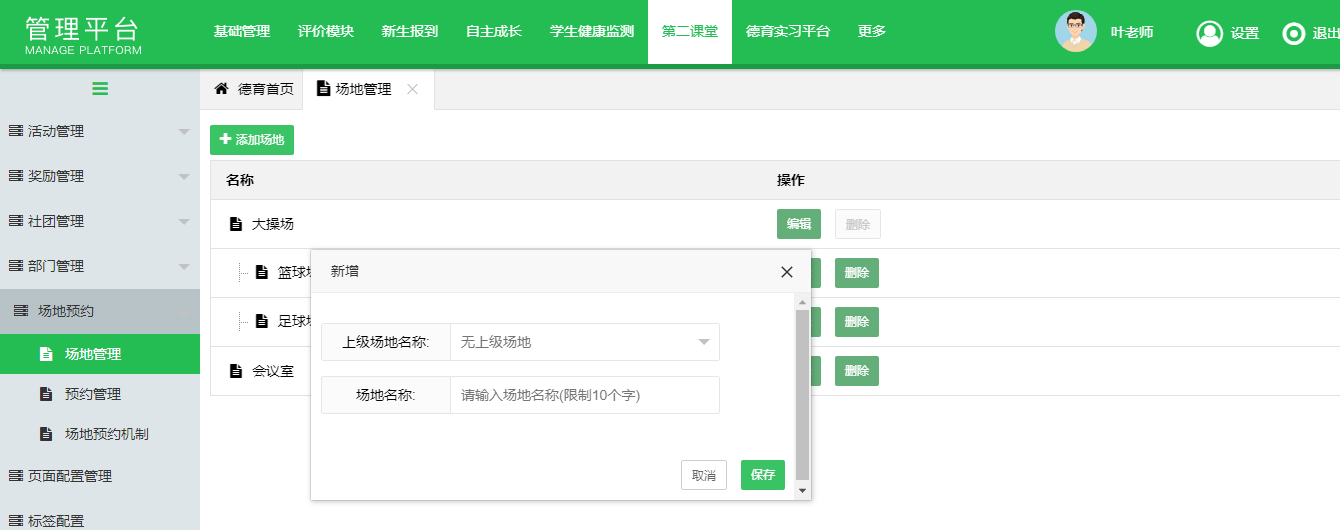 管理平台
MANAGE PLATFORM
基础管理 评价模块 新生报到 自主成长 学生健康监测 第二课堂 德育实习平台 更多 叶老师 设置 退出
德育首页 场地管理
活动管理
奖励管理
社团管理
部门管理
场地预约
场地管理
预约管理
场地预约机制
页面配置管理
标签配置
添加场地
名称 操作
大操场 编辑 删除
篮球 删除
足球 删除
会议室 删除
新增
上级场地名称: 无上级场地
场地名称: 请输入场地名称(限制10个字)
取消 保存